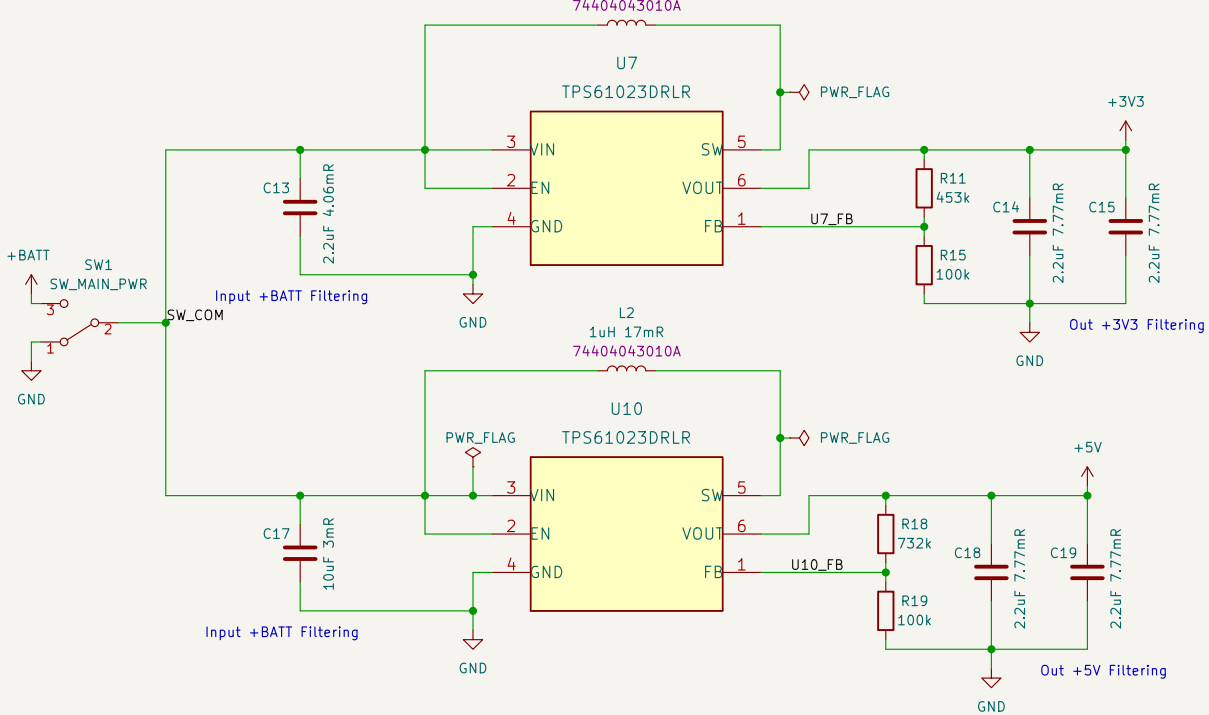 74404043010A
U7
TPS61023DRLR
PWR_FLAG
+3V3
3
VIN
SW
5
2
EN
VOUT
6
4
GND
FB
1
U7_FB
C13
2.2uF 4.06mR
R11
453k
R15
100k
C14
2.2uF 7.77mR
C15
2.2uF 7.77mR
Input +BATT Filtering
GND
Out +3V3 Filtering
GND
+BATT
SW1
SW_MAIN_PWR
3
2
1
GND
SW_COM
L2
1uH 17mR
74404043010A
U10
TPS61023DRLR
PWR_FLAG
PWR_FLAG
+5V
3
VIN
SW
5
2
EN
VOUT
6
4
GND
FB
1
U10_FB
C17
10uF 3mR
R18
732k
R19
100k
C18
2.2uF 7.77mR
C19
2.2uF 7.77mR
Input +BATT Filtering
GND
Out +5V Filtering
GND